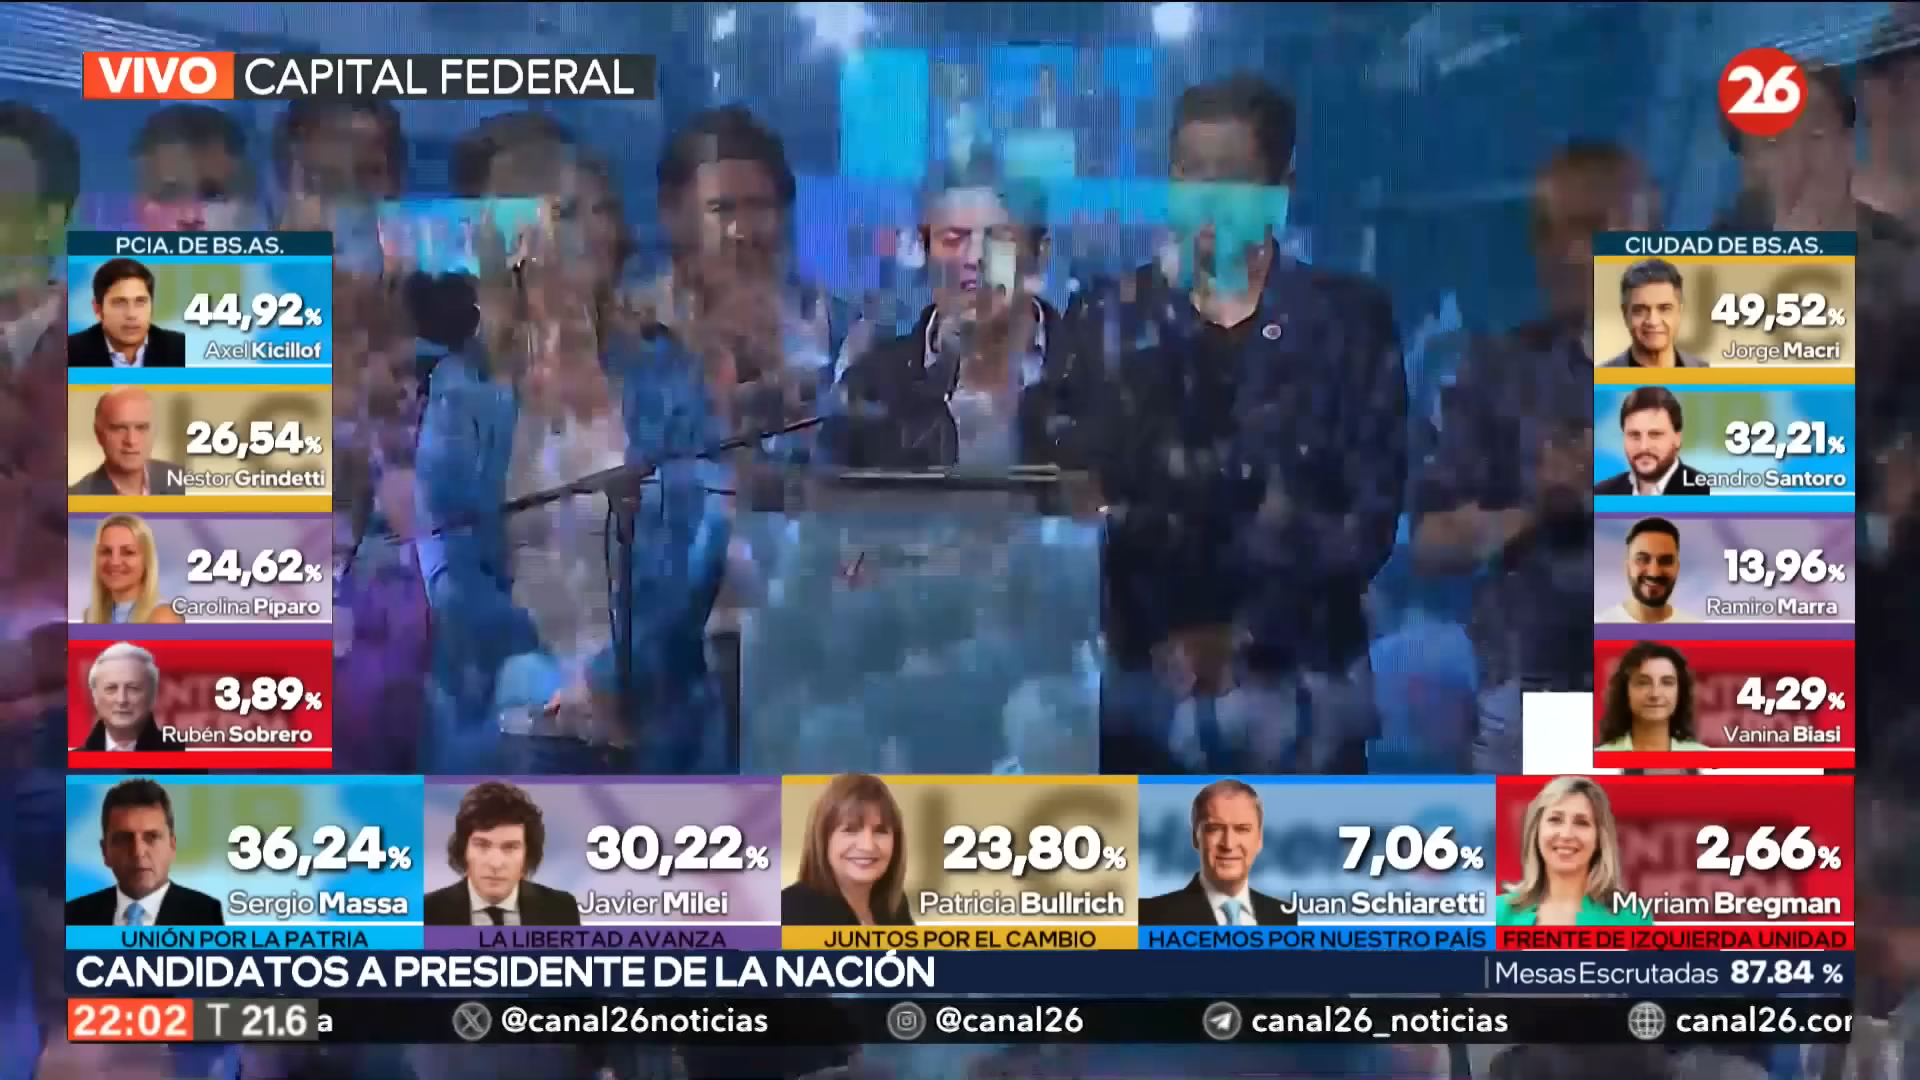 VIVO CAPITAL FEDERAL
26
PCIA. DE BS.AS.
44,92%
Axel Kicillof
26,54%
Néstor Grindetti
24,62%
Carolina Píparo
3,89%
Rubén Sobrero
CIUDAD DE BS.AS.
49,52%
Jorge Macri
32,21%
Leandro Santoro
13,96%
Ramiro Marra
4,29%
Vanina Biasi
36,24%
Sergio Massa
UNIÓN POR LA PATRIA
30,22%
Javier Milei
LA LIBERTAD AVANZA
23,80%
Patricia Bullrich
JUNTOS POR EL CAMBIO
7,06%
Juan Schiaretti
HACEMOS POR NUESTRO PAÍS
2,66%
Myriam Bregman
FRENTE DE IZQUIERDA UNIDAD
CANDIDATOS A PRESIDENTE DE LA NACIÓN
Mesas Escrutadas 87.84 %
22:02 T 21.6 a @canal26noticias @canal26 canal26_noticias canal26.cor